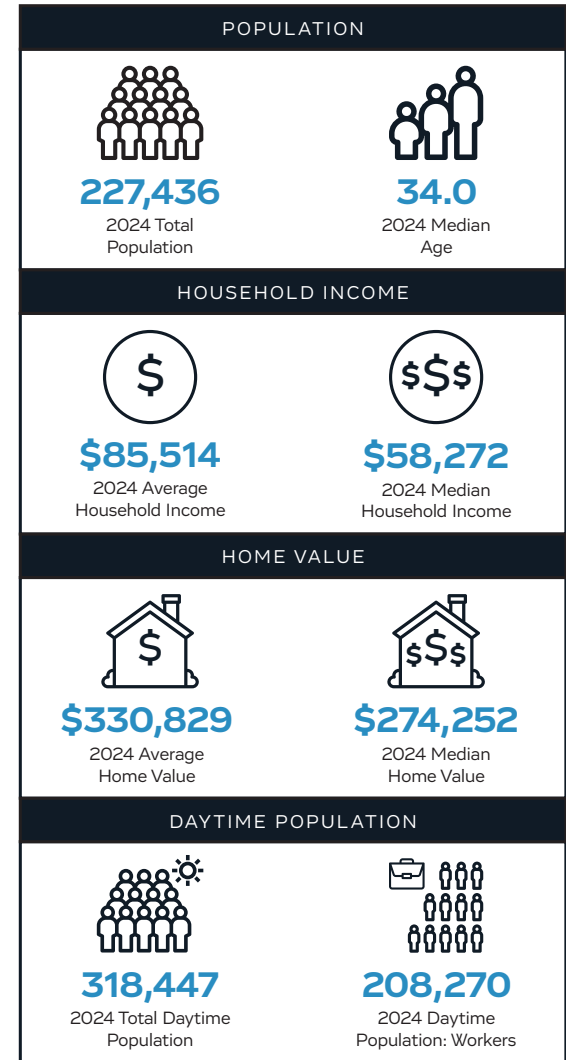 POPULATION
227,436
2024 Total
Population
34.0
2024 Median
Age
HOUSEHOLD INCOME
$
$85,514
2024 Average
Household Income
$$$
$58,272
2024 Median
Household Income
HOME VALUE
$
$330,829
2024 Average
Home Value
$$$
$274,252
2024 Median
Home Value
DAYTIME POPULATION
318,447
2024 Total Daytime
Population
208,270
2024 Daytime
Population: Workers